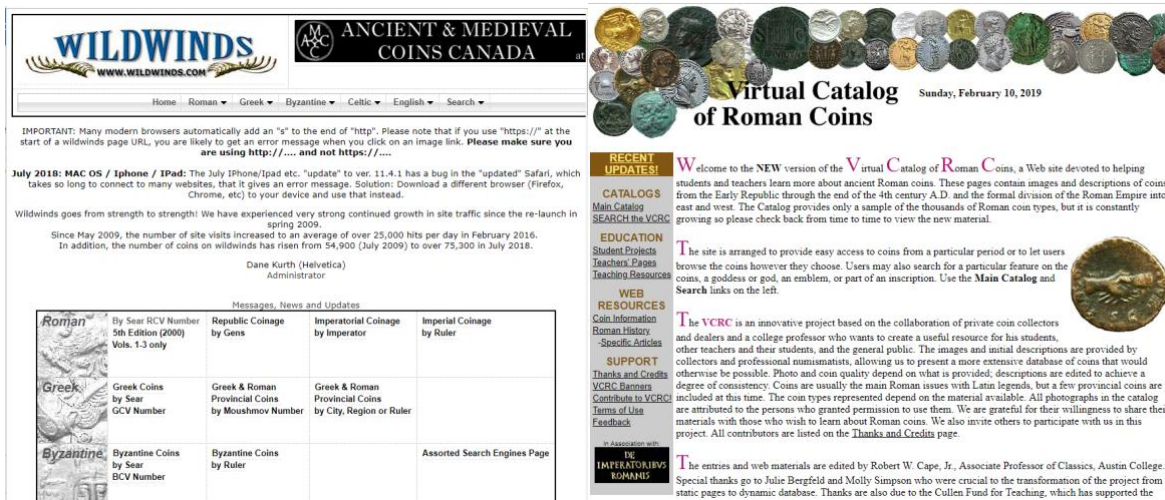 WILDWINDS
WWW.WILDWINDS.COM
ANCIENT & MEDIEVAL
COINS CANADA
at
Home Roman Greek Byzantine Celtic English Search
IMPORTANT: Many modern browsers automatically add an "s" to the end of "http". Please note that if you use "https://" at the
start of a wildwinds page URL, you are likely to get an error message when you click on an image link. Please make sure you
are using http://.... and not https://....
July 2018: MAC OS / Iphone / IPad: The July IPhone/Ipad etc. "update" to ver. 11.4.1 has a bug in the "updated" Safari, which
takes so long to connect to many websites, that it gives an error message. Solution: Download a different browser (Firefox,
Chrome, etc) to your device and use that instead.
Wildwinds goes from strength to strength! We have experienced very strong continued growth in site traffic since the re-launch in
spring 2009.
Since May 2009, the number of site visits increased to an average of over 25,000 hits per day in February 2016.
In addition, the number of coins on wildwinds has risen from 54,900 (July 2009) to over 75,300 in July 2018.
Dane Kurth (Helvetica)
Administrator
Messages, News and Updates
Roman
By Sear RCV Number
5th Edition (2000)
Vols. 1-3 only
Republic Coinage
by Gens
Imperatorial Coinage
by Imperator
Imperial Coinage
by Ruler
Greek
Greek Coins
by Sear
GCV Number
Greek & Roman
Provincial Coins
by Moushmov Number
Greek & Roman
Provincial Coins
by City, Region or Ruler
Byzantine
Byzantine Coins
by Sear
BCV Number
Byzantine Coins
by Ruler
Assorted Search Engines Page
Virtual Catalog
of Roman Coins
Sunday, February 10, 2019
RECENT
UPDATES!
CATALOGS
Main Catalog
SEARCH the VCRC
EDUCATION
Student Projects
Teachers' Pages
Teaching Resources
WEB
RESOURCES
Coin Information
Roman History
-Specific Articles
SUPPORT
Thanks and Credits
VCRC Banners
Contribute to VCRC!
Terms of Use
Feedback
In Association with:
DE
IMPERATORIBVS
ROMANIS
Welcome to the NEW version of the Virtual Catalog of Roman Coins, a Web site devoted to helping
students and teachers learn more about ancient Roman coins. These pages contain images and descriptions of coins
from the Early Republic through the end of the 4th century A.D. and the formal division of the Roman Empire into
east and west. The Catalog provides only a sample of the thousands of Roman coin types, but it is constantly
growing so please check back from time to time to view the new material.
The site is arranged to provide easy access to coins from a particular period or to let users
browse the coins however they choose. Users may also search for a particular feature on the
coins, a goddess or god, an emblem, or part of an inscription. Use the Main Catalog and
Search links on the left.
The VCRC is an innovative project based on the collaboration of private coin collectors
and dealers and a college professor who wants to create a useful resource for his students,
other teachers and their students, and the general public. The images and initial descriptions are provided by
collectors and professional numismatists, allowing us to present a more extensive database of coins that would
otherwise be possible. Photo and coin quality depend on what is provided; descriptions are edited to achieve a
degree of consistency. Coins are usually the main Roman issues with Latin legends, but a few provincial coins are
included at this time. The coin types represented depend on the material available. All photographs in the catalog
are attributed to the persons who granted permission to use them. We are grateful for their willingness to share their
materials with those who wish to learn about Roman coins. We also invite others to participate with us in this
project. All contributors are listed on the Thanks and Credits page.
The entries and web materials are edited by Robert W. Cape, Jr., Associate Professor of Classics, Austin College.
Special thanks go to Julie Bergfeld and Molly Simpson who were crucial to the transformation of the project from
static pages to dynamic database. Thanks are also due to the Cullen Fund for Teaching, which has supported the